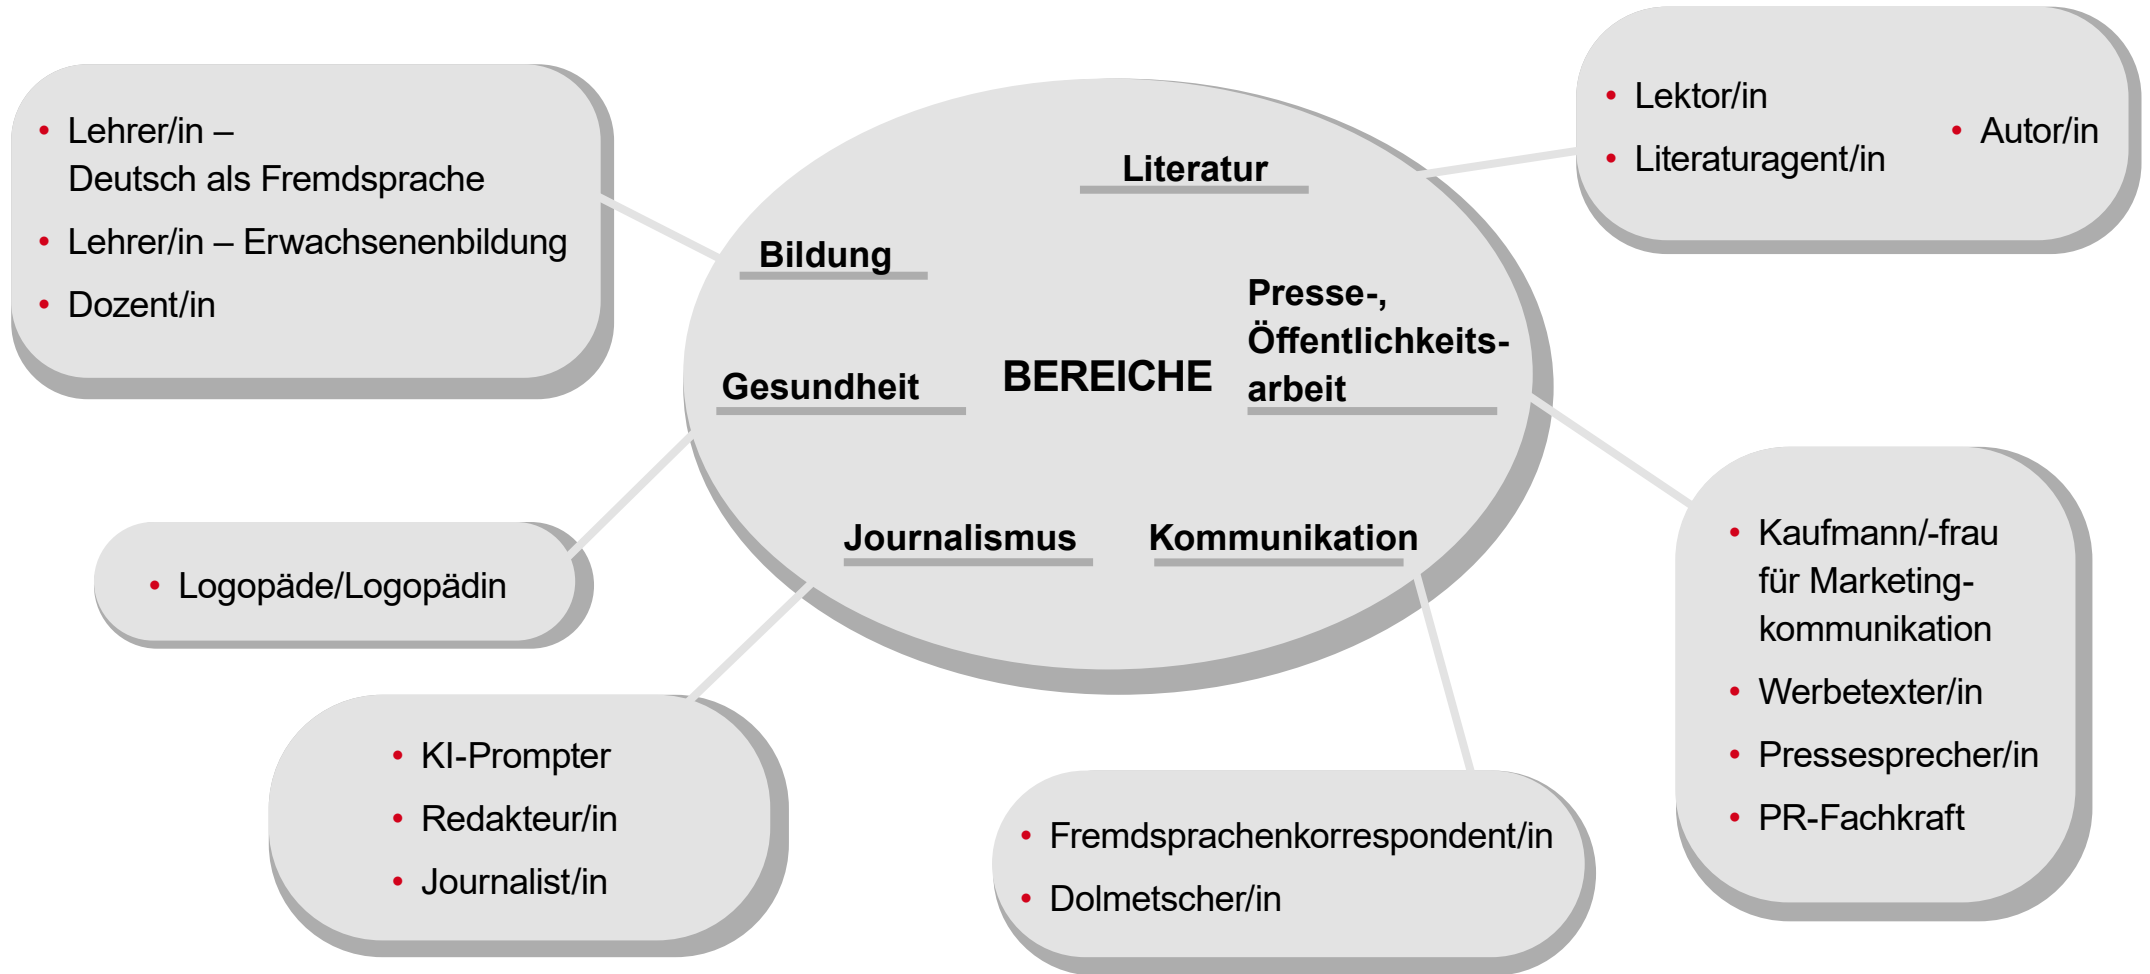 • Lehrer/in –
Deutsch als Fremdsprache
• Lehrer/in – Erwachsenenbildung
• Dozent/in
Literatur
Bildung
Presse-,
Öffentlichkeits-
arbeit
Gesundheit
BEREICHE
Journalismus
Kommunikation
• Lektor/in
• Literaturagent/in
• Autor/in
• Logopäde/Logopädin
• KI-Prompter
• Redakteur/in
• Journalist/in
• Fremdsprachenkorrespondent/in
• Dolmetscher/in
• Kaufmann/-frau
für Marketing-
kommunikation
• Werbetexter/in
• Pressesprecher/in
• PR-Fachkraft